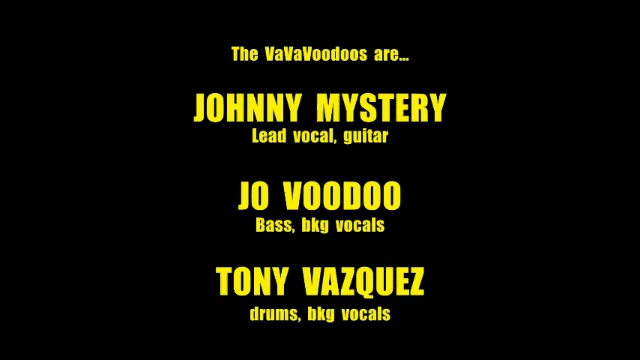 The VaVaVoodoos are...
JOHNNY MYSTERY
Lead vocal, guitar
JO VOODOO
Bass, bkg vocals
TONY VAZQUEZ
drums, bkg vocals